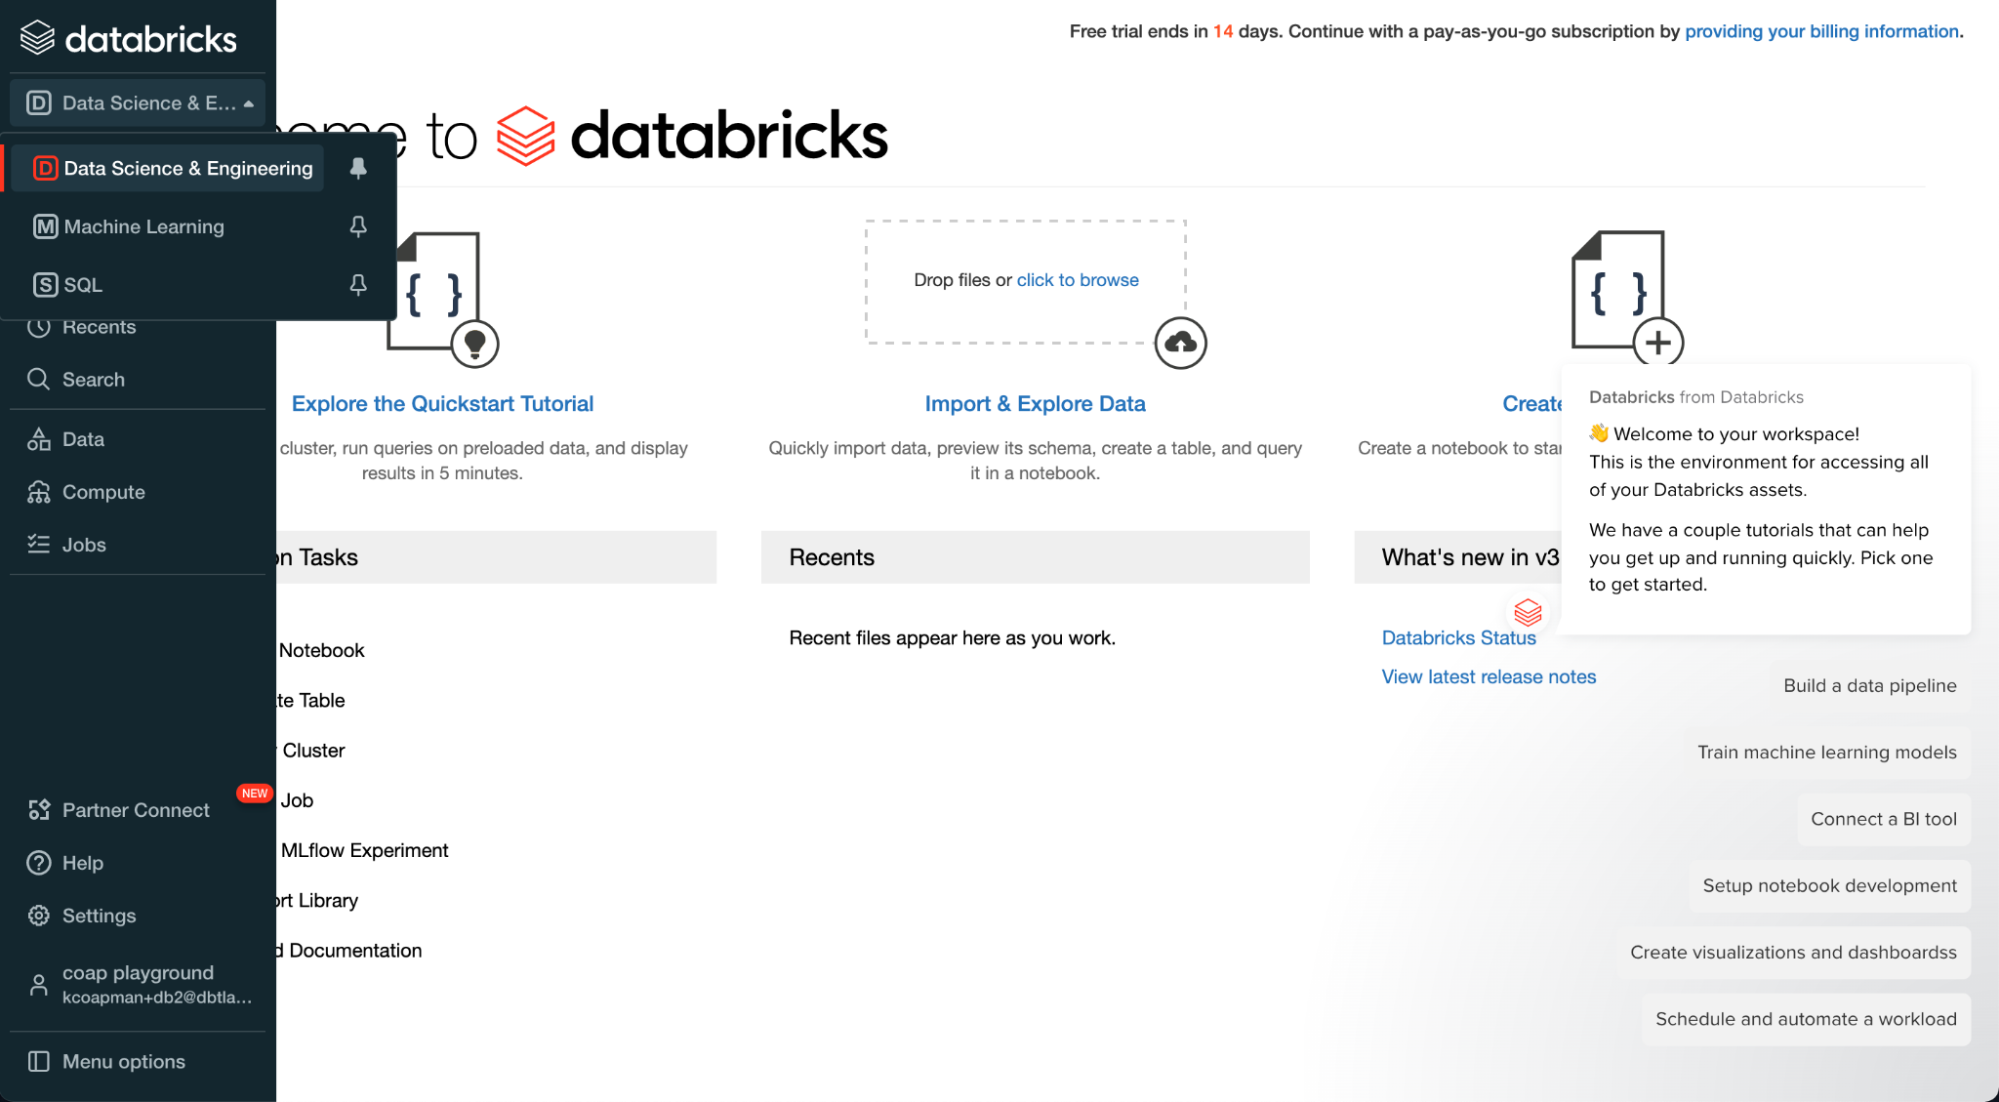 databricks
Free trial ends in 14 days. Continue with a pay-as-you-go subscription by providing your billing information.
D Data Science & E...
to databricks
D Data Science & Engineering
M Machine Learning
S SQL
Recents
Search
Data
Compute
Jobs
Partner Connect
NEW
Help
Settings
coap playground
kcoapman+db2@dbtla...
Menu options
{ }
Explore the Quickstart Tutorial
cluster, run queries on preloaded data, and display
results in 5 minutes.
Drop files or click to browse
Import & Explore Data
Quickly import data, preview its schema, create a table, and query
it in a notebook.
{ }
Create
Create a notebook to star
on Tasks
Notebook
te Table
Cluster
Job
MLflow Experiment
ort Library
d Documentation
Recents
Recent files appear here as you work.
What's new in v3
Databricks Status
View latest release notes
Databricks from Databricks
👋 Welcome to your workspace!
This is the environment for accessing all
of your Databricks assets.
We have a couple tutorials that can help
you get up and running quickly. Pick one
to get started.
Build a data pipeline
Train machine learning models
Connect a BI tool
Setup notebook development
Create visualizations and dashboardss
Schedule and automate a workload